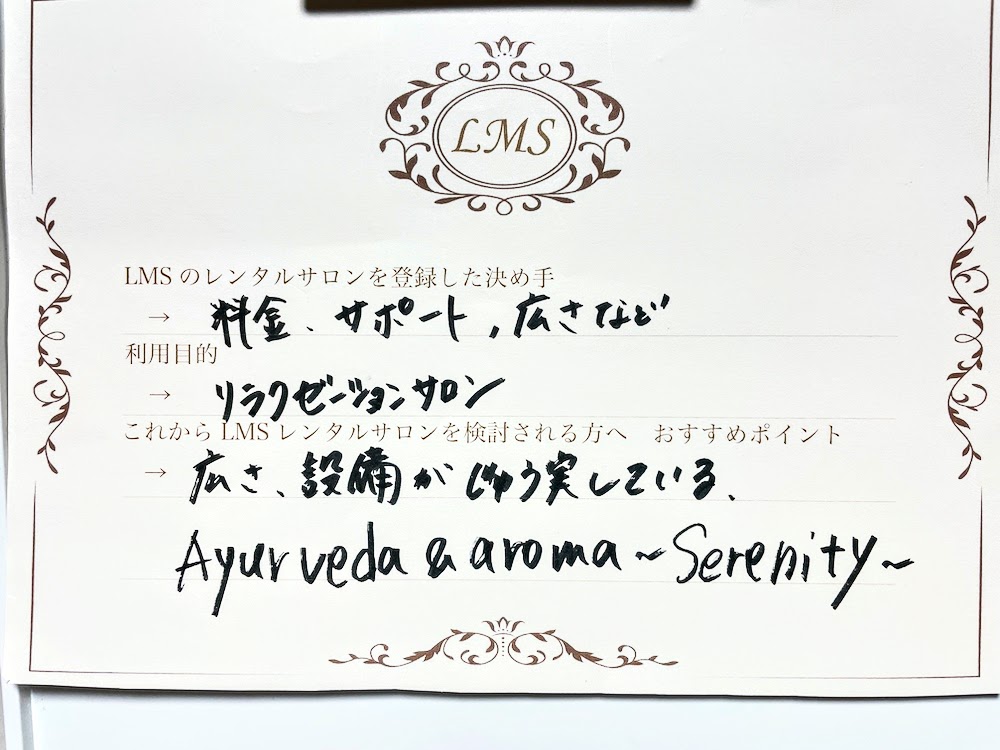 LMS
LMSのレンタルサロンを登録した決め手
→ 料金、サポート,広さなど
利用目的
→ リラクゼーションサロン
これからLMSレンタルサロンを検討される方へ　おすすめポイント
→ 広さ、設備がじゅう実している、
Ayurveda & aroma ~Serenity~